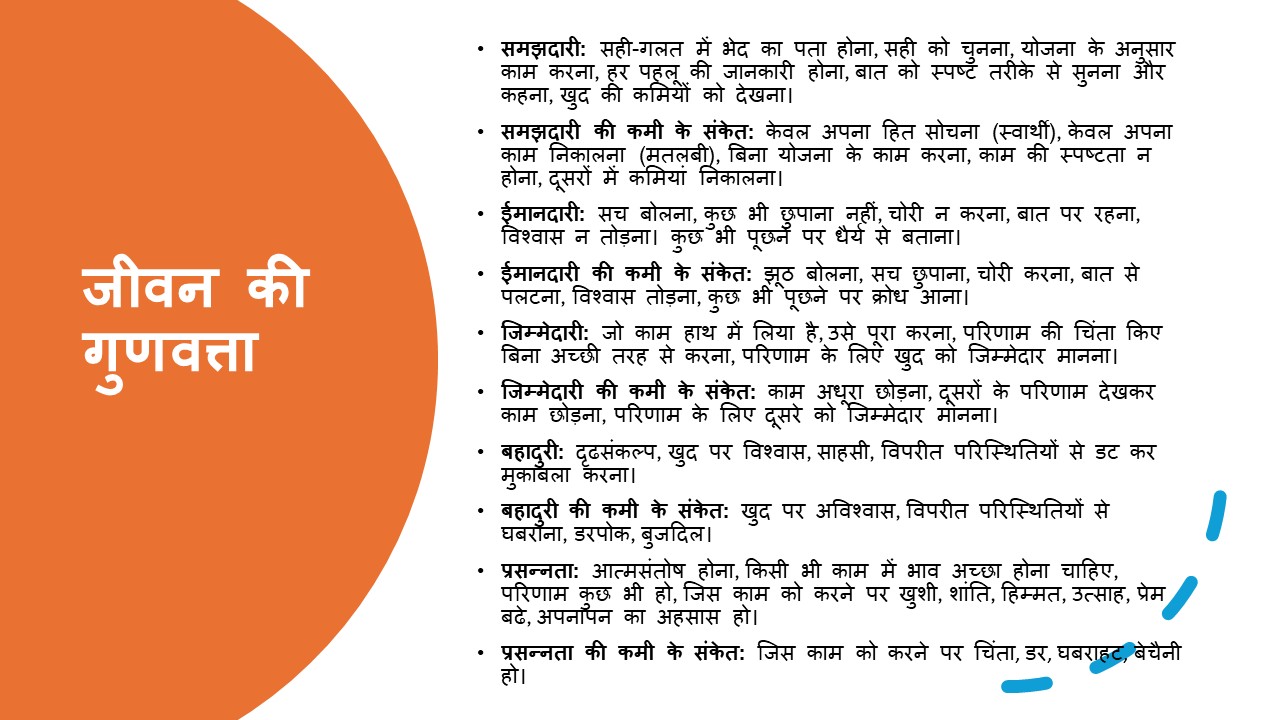 जीवन की
गुणवत्ता
• समझदारी: सही-गलत में भेद का पता होना, सही को चुनना, योजना के अनुसार
काम करना, हर पहलू की जानकारी होना, बात को स्पष्ट तरीके से सुनना और
कहना, खुद की कमियों को देखना।
• समझदारी की कमी के संकेत: केवल अपना हित सोचना (स्वार्थी), केवल अपना
काम निकालना (मतलबी), बिना योजना के काम करना, काम की स्पष्टता न
होना, दूसरों में कमियां निकालना।
• ईमानदारी: सच बोलना, कुछ भी छुपाना नहीं, चोरी न करना, बात पर रहना,
विश्वास न तोड़ना। कुछ भी पूछने पर धैर्य से बताना।
• ईमानदारी की कमी के संकेत: झूठ बोलना, सच छुपाना, चोरी करना, बात से
पलटना, विश्वास तोड़ना, कुछ भी पूछने पर क्रोध आना।
• जिम्मेदारी: जो काम हाथ में लिया है, उसे पूरा करना, परिणाम की चिंता किए
बिना अच्छी तरह से करना, परिणाम के लिए खुद को जिम्मेदार मानना।
• जिम्मेदारी की कमी के संकेत: काम अधूरा छोड़ना, दूसरों के परिणाम देखकर
काम छोड़ना, परिणाम के लिए दूसरे को जिम्मेदार मानना।
• बहादुरी: दृढसंकल्प, खुद पर विश्वास, साहसी, विपरीत परिस्थितियों से डट कर
मुकाबला करना।
• बहादुरी की कमी के संकेत: खुद पर अविश्वास, विपरीत परिस्थितियों से
घबराना, डरपोक, बुजदिल।
• प्रसन्नता: आत्मसंतोष होना, किसी भी काम में भाव अच्छा होना चाहिए,
परिणाम कुछ भी हो, जिस काम को करने पर खुशी, शांति, हिम्मत, उत्साह, प्रेम
बढे, अपनापन का अहसास हो।
• प्रसन्नता की कमी के संकेत: जिस काम को करने पर चिंता, डर, घबराहट, बेचैनी
हो।